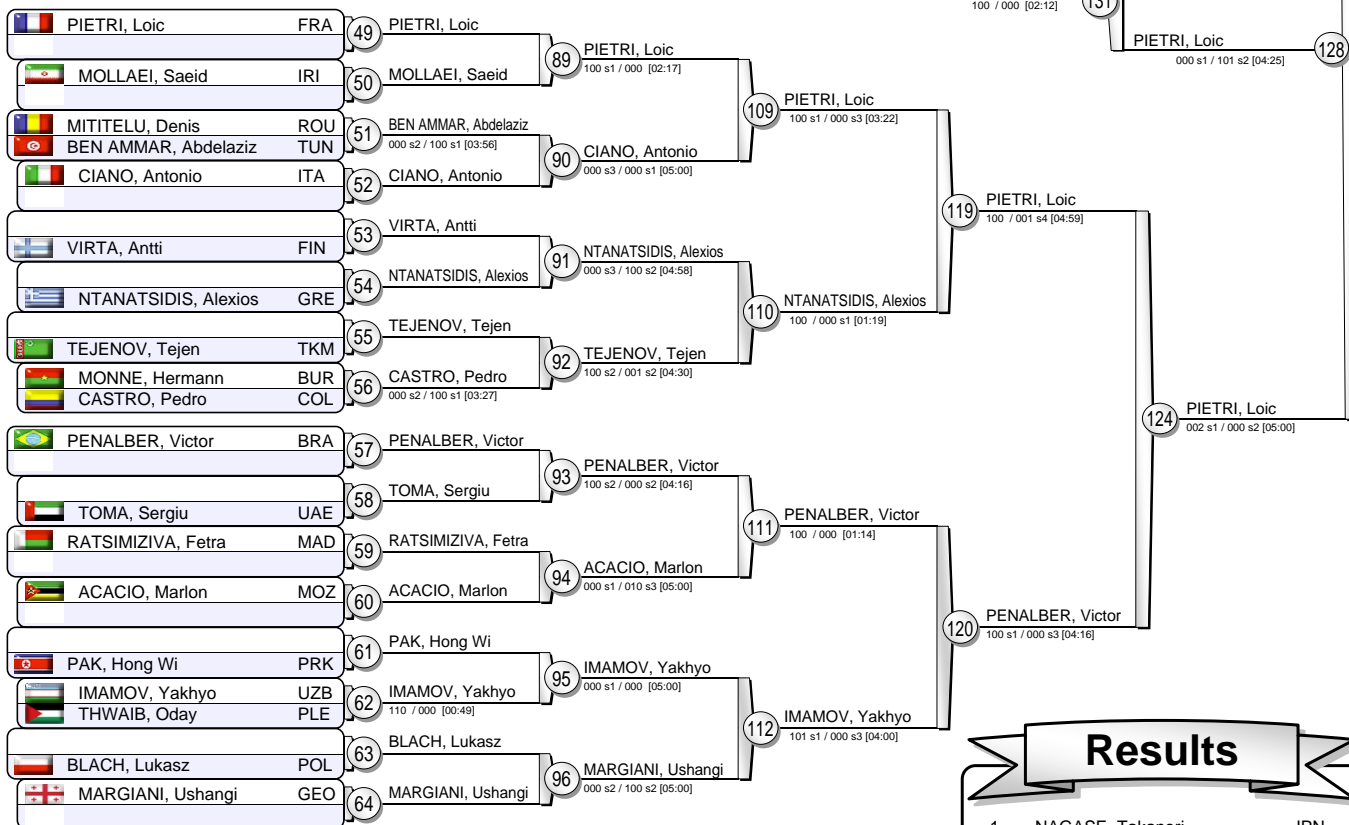 100 / 000 [02:12]
131
PIETRI, Loic
128
000 s1 / 101 s2 [04:25]
PIETRI, Loic FRA
49
PIETRI, Loic
MOLLAEI, Saeid IRI
50
MOLLAEI, Saeid
89
PIETRI, Loic
100 s1 / 000 [02:17]
MITITELU, Denis ROU
BEN AMMAR, Abdelaziz TUN
51
BEN AMMAR, Abdelaziz
000 s2 / 100 s1 [03:56]
CIANO, Antonio ITA
52
CIANO, Antonio
90
CIANO, Antonio
000 s3 / 000 s1 [05:00]
109
PIETRI, Loic
100 s1 / 000 s3 [03:22]
VIRTA, Antti FIN
53
VIRTA, Antti
NTANATSIDIS, Alexios GRE
54
NTANATSIDIS, Alexios
91
NTANATSIDIS, Alexios
000 s3 / 100 s2 [04:58]
TEJENOV, Tejen TKM
55
TEJENOV, Tejen
MONNE, Hermann BUR
CASTRO, Pedro COL
56
CASTRO, Pedro
000 s2 / 100 s1 [03:27]
92
TEJENOV, Tejen
100 s2 / 001 s2 [04:30]
110
NTANATSIDIS, Alexios
100 / 000 s1 [01:19]
119
PIETRI, Loic
100 / 001 s4 [04:59]
PENALBER, Victor BRA
57
PENALBER, Victor
TOMA, Sergiu UAE
58
TOMA, Sergiu
93
PENALBER, Victor
100 s2 / 000 s2 [04:16]
RATSIMIZIVA, Fetra MAD
59
RATSIMIZIVA, Fetra
ACACIO, Marlon MOZ
60
ACACIO, Marlon
94
ACACIO, Marlon
000 s1 / 010 s3 [05:00]
111
PENALBER, Victor
100 / 000 [01:14]
PAK, Hong Wi PRK
61
PAK, Hong Wi
IMAMOV, Yakhyo UZB
THWAIB, Oday PLE
62
IMAMOV, Yakhyo
110 / 000 [00:49]
95
IMAMOV, Yakhyo
000 s1 / 000 [05:00]
BLACH, Lukasz POL
63
BLACH, Lukasz
MARGIANI, Ushangi GEO
64
MARGIANI, Ushangi
96
MARGIANI, Ushangi
000 s2 / 100 s2 [05:00]
112
IMAMOV, Yakhyo
101 s1 / 000 s3 [04:00]
120
PENALBER, Victor
100 s1 / 000 s3 [04:16]
124
PIETRI, Loic
002 s1 / 000 s2 [05:00]
Results
1 NAGASE, Takanori JPN